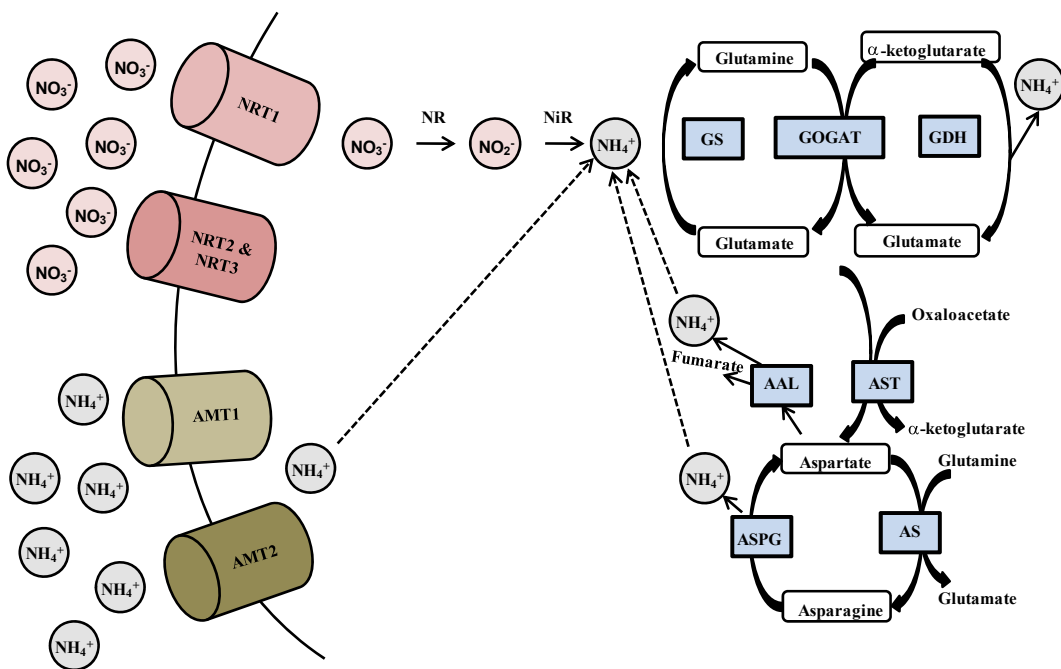 NO₃⁻
NO₃⁻
NO₃⁻
NO₃⁻
NO₃⁻
NO₃⁻
NRT1
NRT2 &
NRT3
NO₃⁻
NR
NO₂⁻
NiR
NH₄⁺
NH₄⁺
NH₄⁺
NH₄⁺
NH₄⁺
NH₄⁺
NH₄⁺
AMT1
AMT2
NH₄⁺
Glutamine
α-ketoglutarate
NH₄⁺
GS
GOGAT
GDH
Glutamate
Glutamate
NH₄⁺
Fumarate
AAL
Oxaloacetate
AST
α-ketoglutarate
NH₄⁺
Aspartate
Glutamine
ASPG
AS
Asparagine
Glutamate